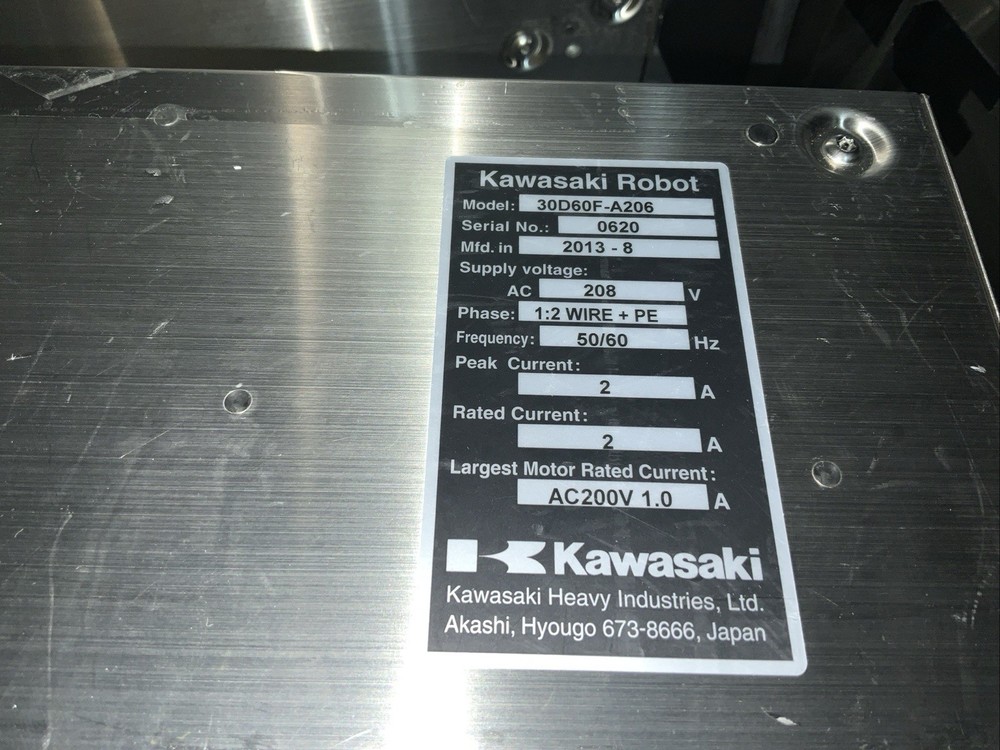 Kawasaki Robot
Model: 30D60F-A206
Serial No.: 0620
Mfd. in 2013 - 8
Supply voltage:
AC 208 V
Phase: 1:2 WIRE + PE
Frequency: 50/60 Hz
Peak Current:
2 A
Rated Current:
2 A
Largest Motor Rated Current:
AC200V 1.0 A
Kawasaki
Kawasaki Heavy Industries, Ltd.
Akashi, Hyougo 673-8666, Japan